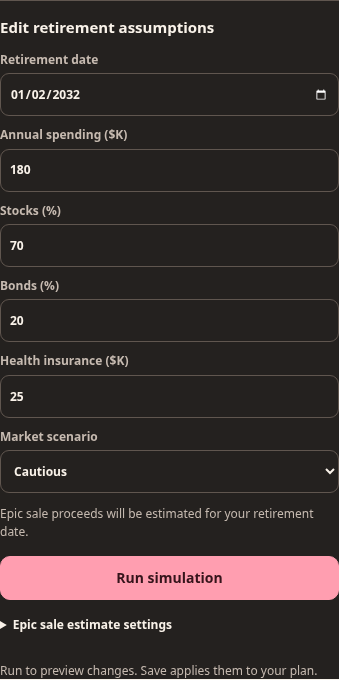 Edit retirement assumptions
Retirement date
01/02/2032
Annual spending ($K)
180
Stocks (%)
70
Bonds (%)
20
Health insurance ($K)
25
Market scenario
Cautious
Epic sale proceeds will be estimated for your retirement
date.
Run simulation
Epic sale estimate settings
Run to preview changes. Save applies them to your plan.